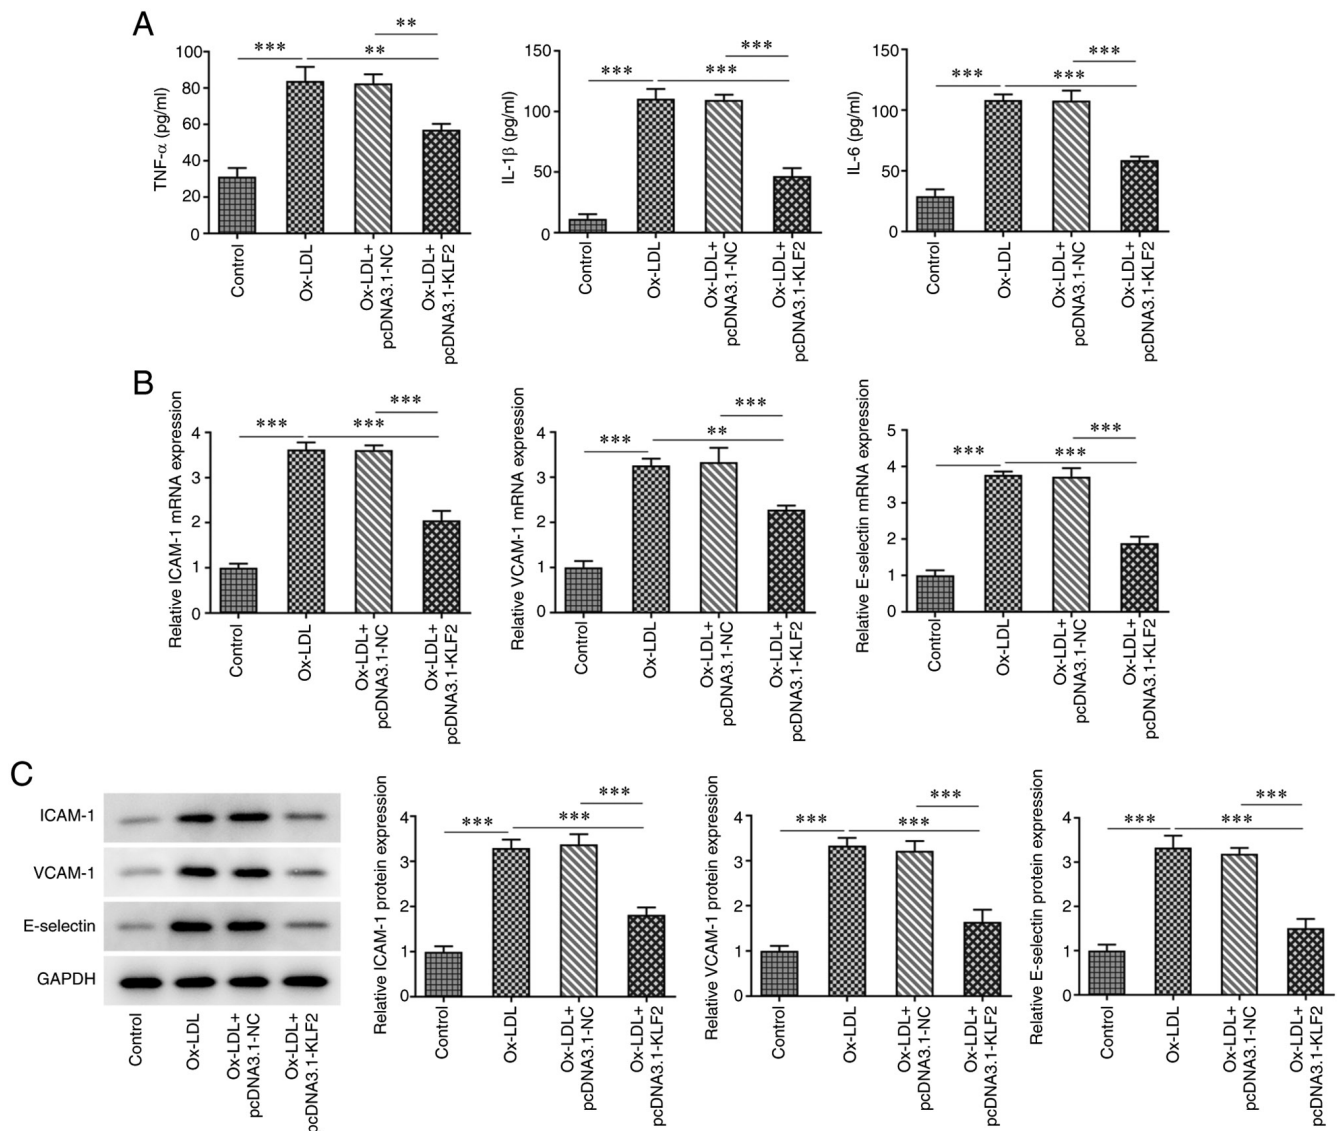 A
TNF-α (pg/ml)
100
80
60
40
20
0
***
**
**
Control
Ox-LDL
Ox-LDL+
pcDNA3.1-NC
Ox-LDL+
pcDNA3.1-KLF2
IL-1β (pg/ml)
150
100
50
0
***
***
***
Control
Ox-LDL
Ox-LDL+
pcDNA3.1-NC
Ox-LDL+
pcDNA3.1-KLF2
IL-6 (pg/ml)
150
100
50
0
***
***
***
Control
Ox-LDL
Ox-LDL+
pcDNA3.1-NC
Ox-LDL+
pcDNA3.1-KLF2
B
Relative ICAM-1 mRNA expression
4
3
2
1
0
***
***
***
Control
Ox-LDL
Ox-LDL+
pcDNA3.1-NC
Ox-LDL+
pcDNA3.1-KLF2
Relative VCAM-1 mRNA expression
4
3
2
1
0
***
**
***
Control
Ox-LDL
Ox-LDL+
pcDNA3.1-NC
Ox-LDL+
pcDNA3.1-KLF2
Relative E-selectin mRNA expression
5
4
3
2
1
0
***
***
***
Control
Ox-LDL
Ox-LDL+
pcDNA3.1-NC
Ox-LDL+
pcDNA3.1-KLF2
C
ICAM-1
VCAM-1
E-selectin
GAPDH
Control
Ox-LDL
Ox-LDL+
pcDNA3.1-NC
Ox-LDL+
pcDNA3.1-KLF2
Relative ICAM-1 protein expression
4
3
2
1
0
***
***
***
Control
Ox-LDL
Ox-LDL+
pcDNA3.1-NC
Ox-LDL+
pcDNA3.1-KLF2
Relative VCAM-1 protein expression
4
3
2
1
0
***
***
***
Control
Ox-LDL
Ox-LDL+
pcDNA3.1-NC
Ox-LDL+
pcDNA3.1-KLF2
Relative E-selectin protein expression
4
3
2
1
0
***
***
***
Control
Ox-LDL
Ox-LDL+
pcDNA3.1-NC
Ox-LDL+
pcDNA3.1-KLF2